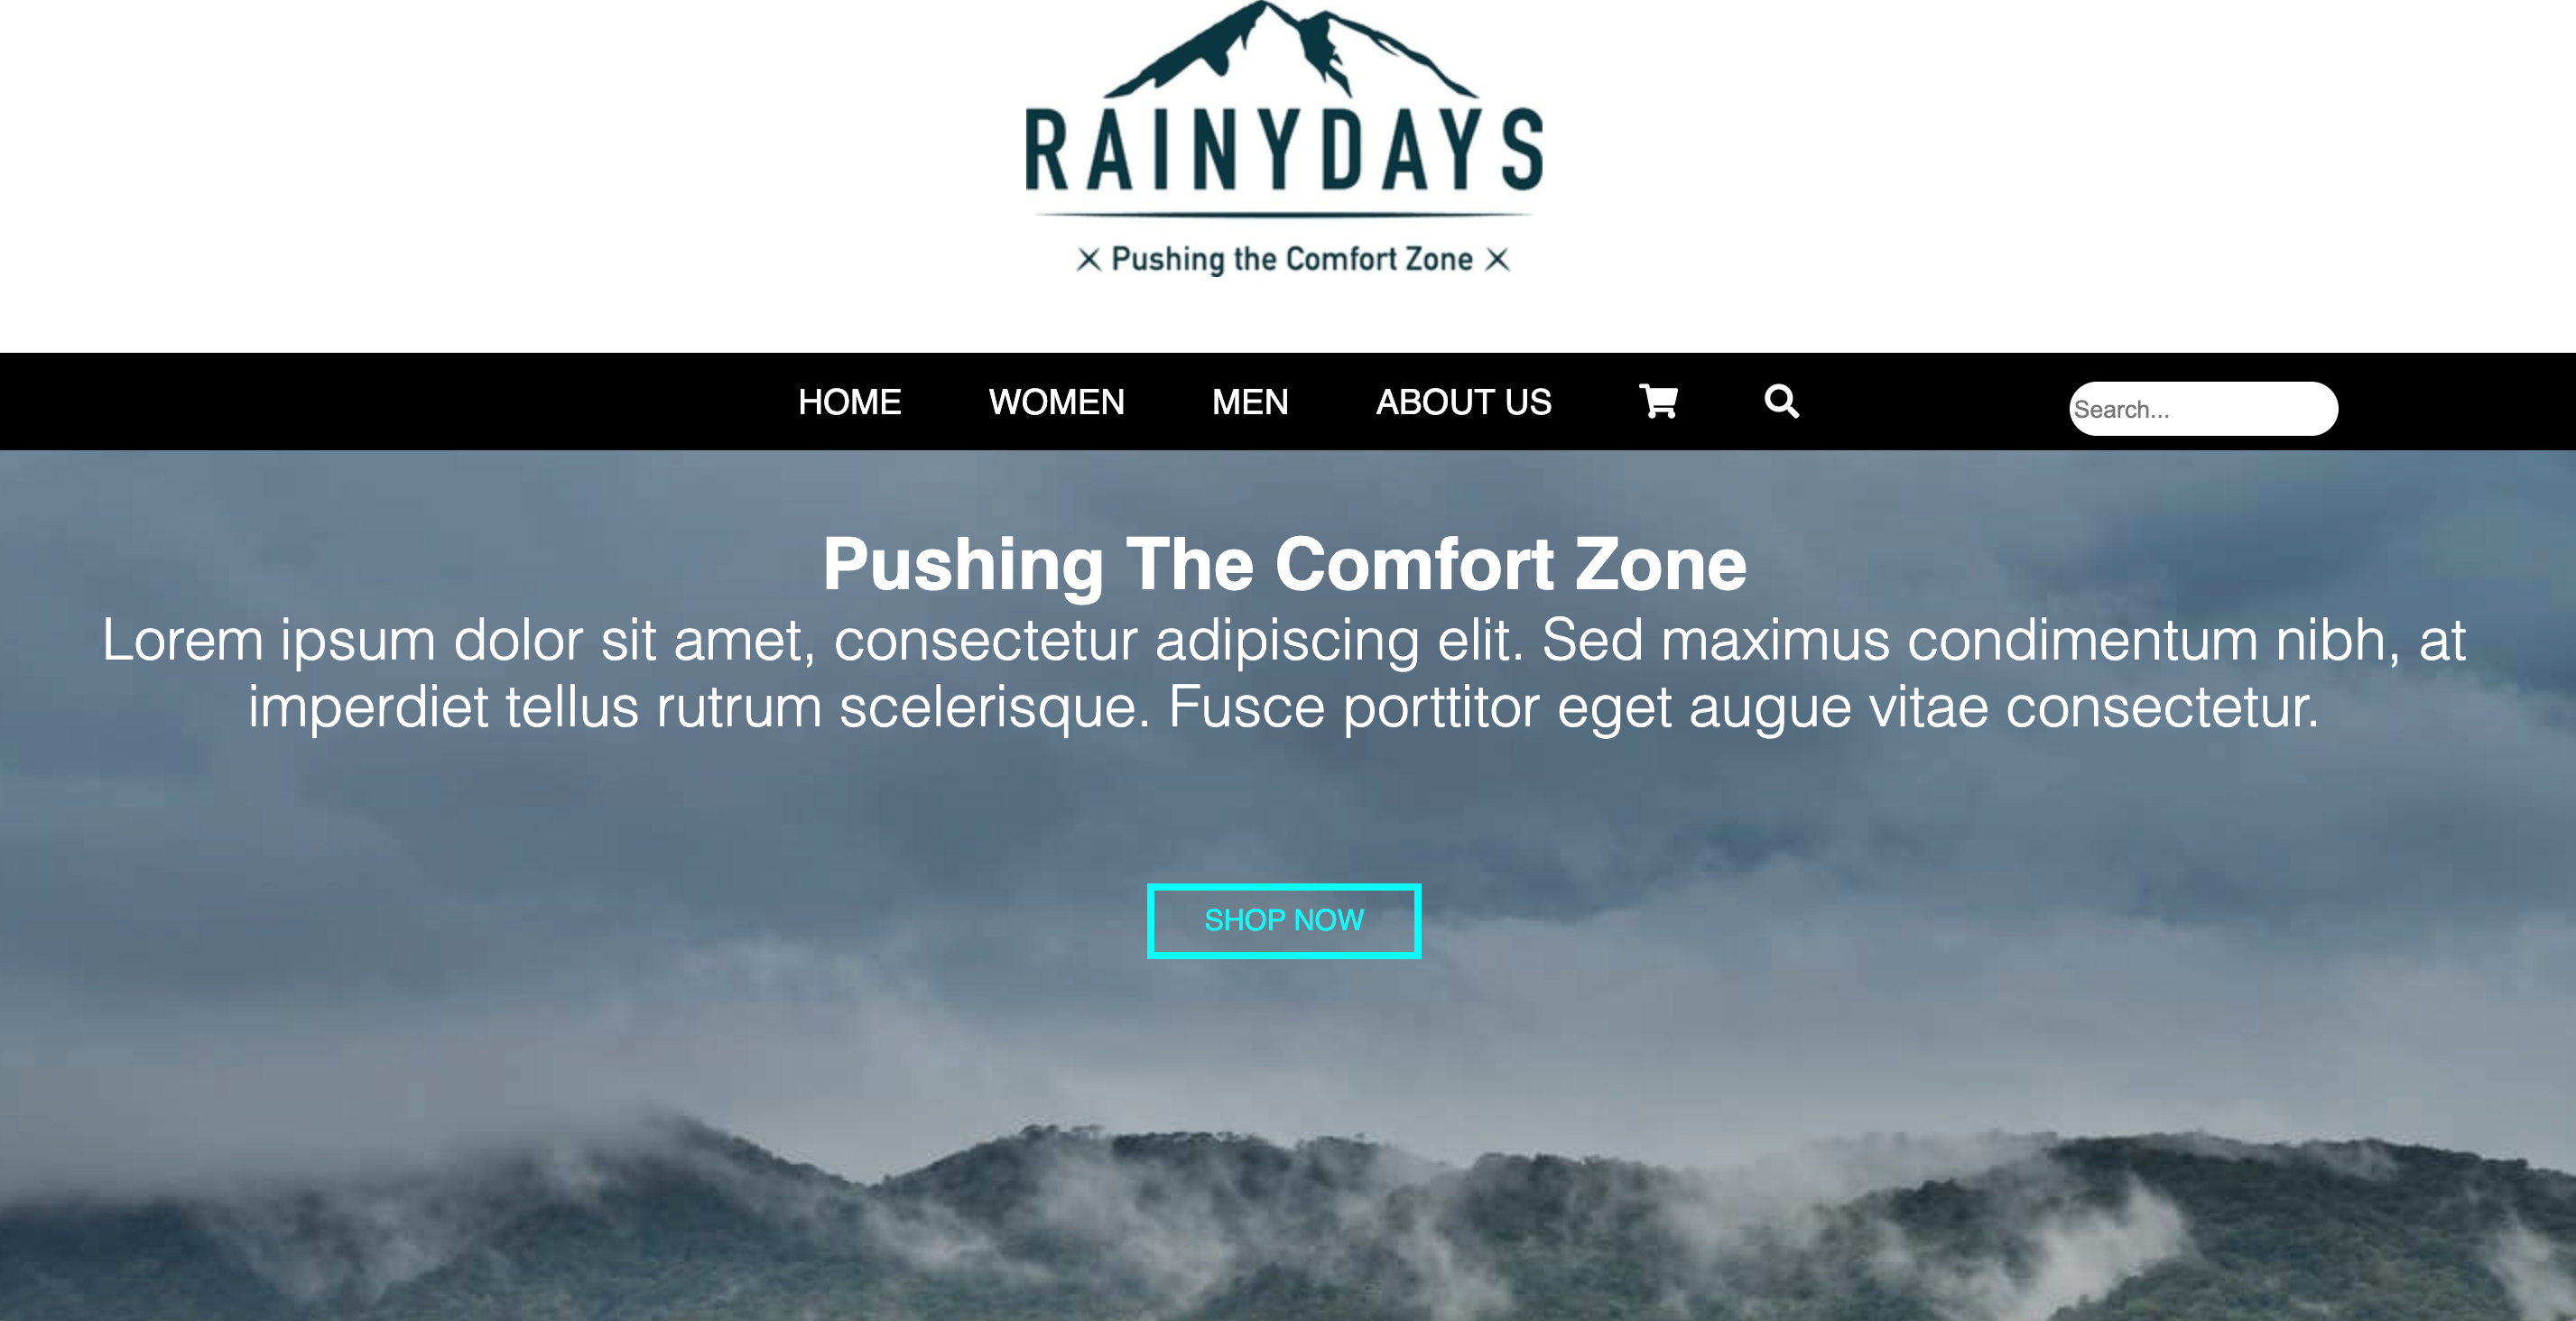 RAINYDAYS
Pushing the Comfort Zone
HOME WOMEN MEN ABOUT US Search...
Pushing The Comfort Zone
Lorem ipsum dolor sit amet, consectetur adipiscing elit. Sed maximus condimentum nibh, at
imperdiet tellus rutrum scelerisque. Fusce porttitor eget augue vitae consectetur.
SHOP NOW